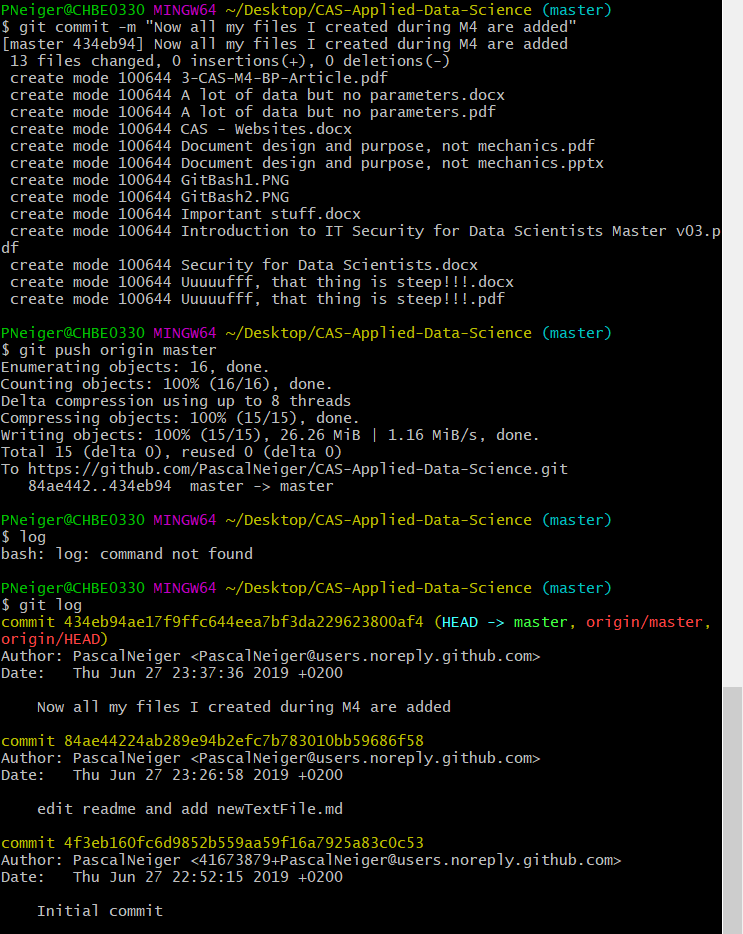 PNeiger@CHBE0330 MINGW64 ~/Desktop/CAS-Applied-Data-Science (master)
$ git commit -m "Now all my files I created during M4 are added"
[master 434eb94] Now all my files I created during M4 are added
 13 files changed, 0 insertions(+), 0 deletions(-)
 create mode 100644 3-CAS-M4-BP-Article.pdf
 create mode 100644 A lot of data but no parameters.docx
 create mode 100644 A lot of data but no parameters.pdf
 create mode 100644 CAS - Websites.docx
 create mode 100644 Document design and purpose, not mechanics.pdf
 create mode 100644 Document design and purpose, not mechanics.pptx
 create mode 100644 GitBash1.PNG
 create mode 100644 GitBash2.PNG
 create mode 100644 Important stuff.docx
 create mode 100644 Introduction to IT Security for Data Scientists Master v03.p
df
 create mode 100644 Security for Data Scientists.docx
 create mode 100644 Uuuuufff, that thing is steep!!!.docx
 create mode 100644 Uuuuufff, that thing is steep!!!.pdf

PNeiger@CHBE0330 MINGW64 ~/Desktop/CAS-Applied-Data-Science (master)
$ git push origin master
Enumerating objects: 16, done.
Counting objects: 100% (16/16), done.
Delta compression using up to 8 threads
Compressing objects: 100% (15/15), done.
Writing objects: 100% (15/15), 26.26 MiB | 1.16 MiB/s, done.
Total 15 (delta 0), reused 0 (delta 0)
To https://github.com/PascalNeiger/CAS-Applied-Data-Science.git
   84ae442..434eb94  master -> master

PNeiger@CHBE0330 MINGW64 ~/Desktop/CAS-Applied-Data-Science (master)
$ log
bash: log: command not found

PNeiger@CHBE0330 MINGW64 ~/Desktop/CAS-Applied-Data-Science (master)
$ git log
commit 434eb94ae17f9ffc644eea7bf3da229623800af4 (HEAD -> master, origin/master,
origin/HEAD)
Author: PascalNeiger <PascalNeiger@users.noreply.github.com>
Date:   Thu Jun 27 23:37:36 2019 +0200

    Now all my files I created during M4 are added

commit 84ae44224ab289e94b2efc7b783010bb59686f58
Author: PascalNeiger <PascalNeiger@users.noreply.github.com>
Date:   Thu Jun 27 23:26:58 2019 +0200

    edit readme and add newTextFile.md

commit 4f3eb160fc6d9852b559aa59f16a7925a83c0c53
Author: PascalNeiger <41673879+PascalNeiger@users.noreply.github.com>
Date:   Thu Jun 27 22:52:15 2019 +0200

    Initial commit